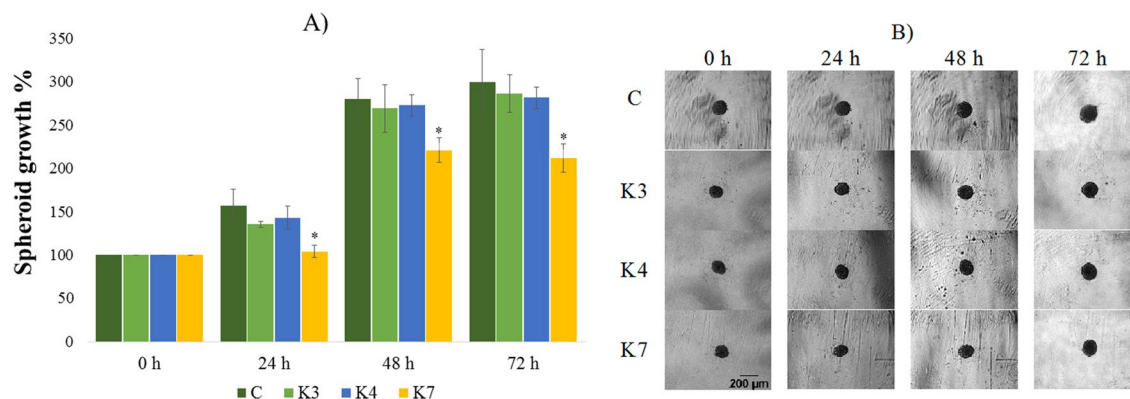 A)
Spheroid growth %
350
300
250
200
150
100
50
0
*
*
*
0 h
24 h
48 h
72 h
C K3 K4 K7
B)
0 h 24 h 48 h 72 h
C
K3
K4
K7
200 µm